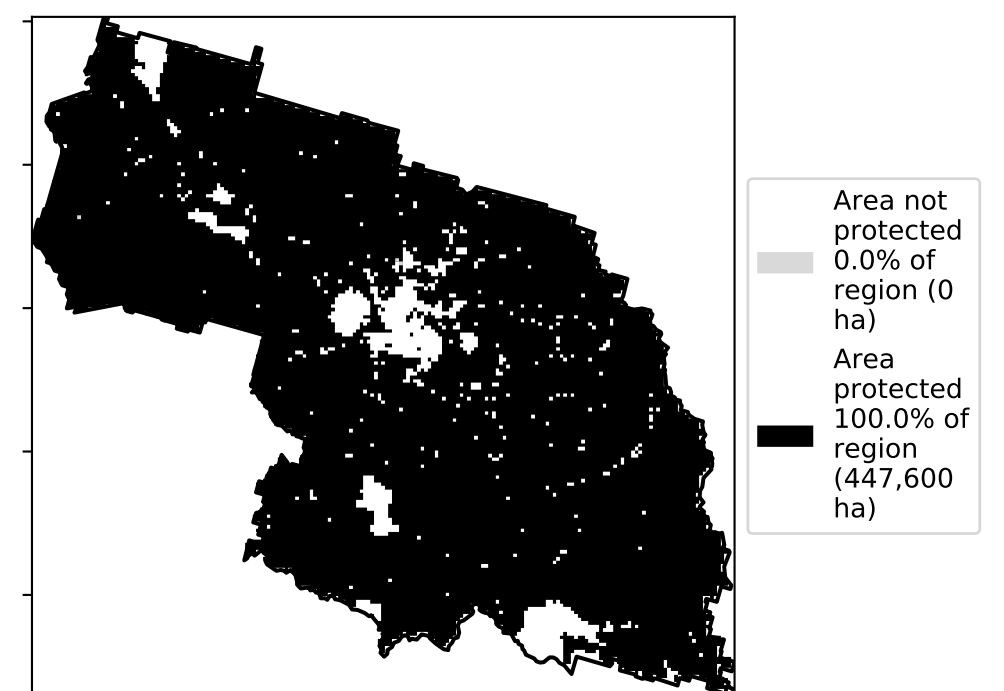 Area not
protected
0.0% of
region (0
ha)
Area
protected
100.0% of
region
(447,600
ha)